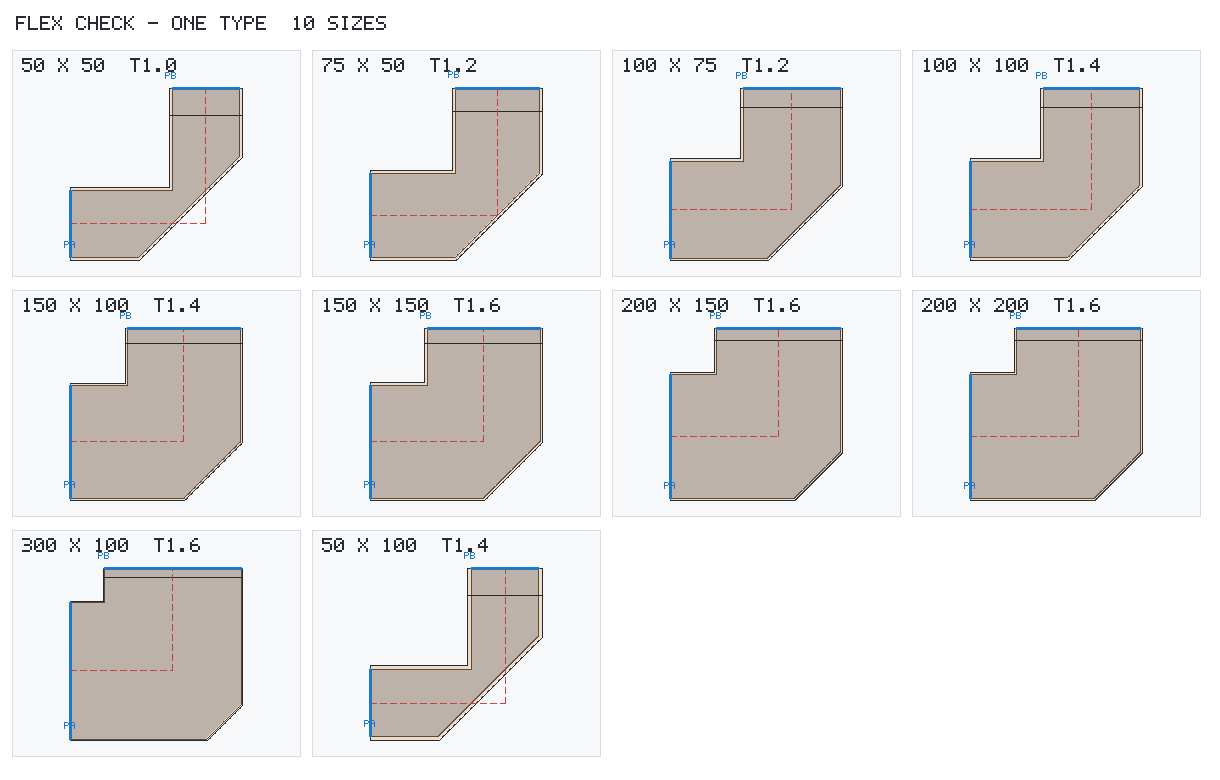 FLEX CHECK - ONE TYPE  10 SIZES
50 X 50  T1.0
PB
PA
75 X 50  T1.2
PB
PA
100 X 75  T1.2
PB
PA
100 X 100  T1.4
PB
PA
150 X 100  T1.4
PB
PA
150 X 150  T1.6
PB
PA
200 X 150  T1.6
PB
PA
200 X 200  T1.6
PB
PA
300 X 100  T1.6
PB
PA
50 X 100  T1.4
PB
PA